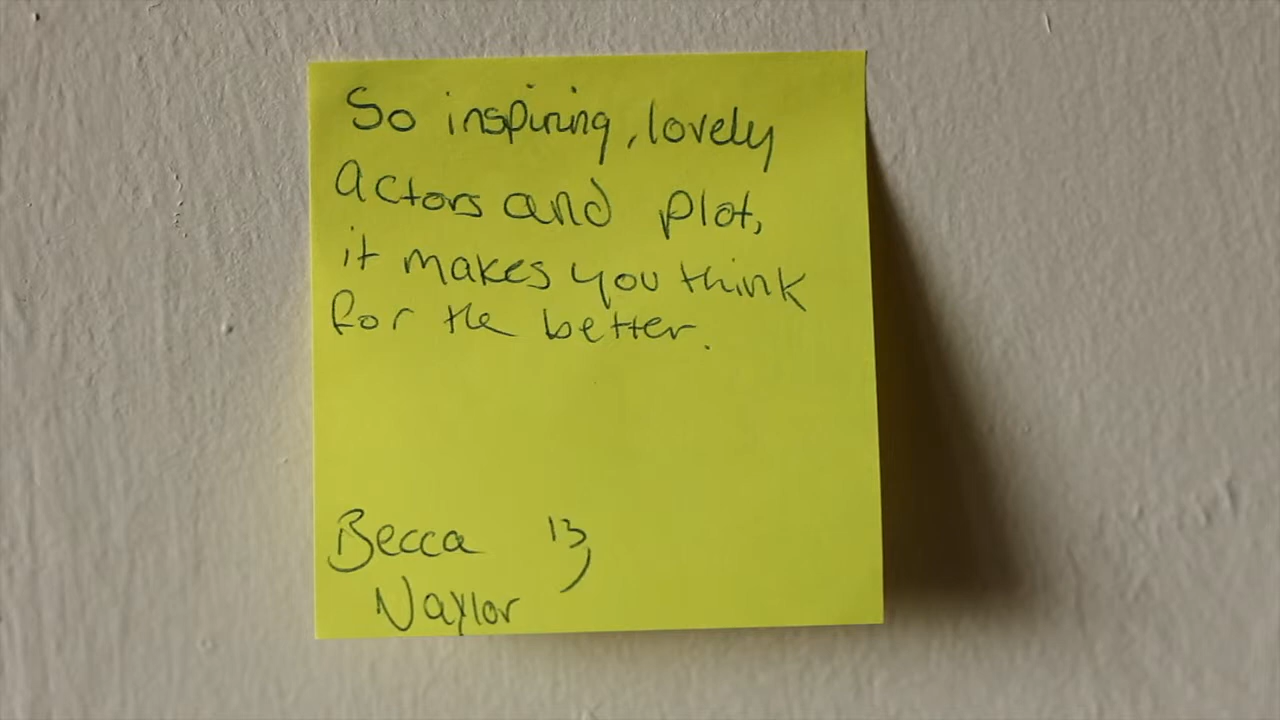 So inspiring, lovely
actors and plot,
it makes you think
for the better.
Becca 13
Naylor